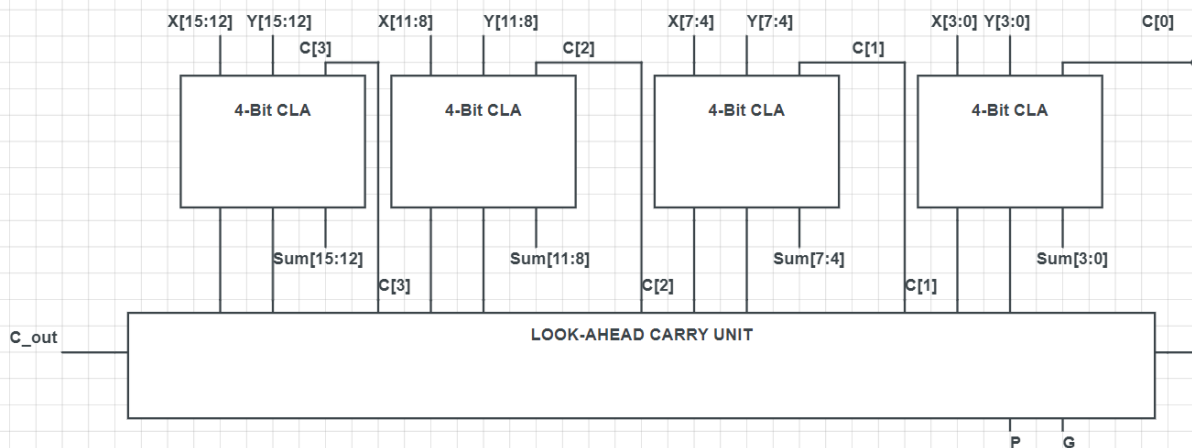 X[15:12] Y[15:12] X[11:8] Y[11:8] X[7:4] Y[7:4] X[3:0] Y[3:0] C[0]
C[3] C[2] C[1]
4-Bit CLA 4-Bit CLA 4-Bit CLA 4-Bit CLA
Sum[15:12] Sum[11:8] Sum[7:4] Sum[3:0]
C[3] C[2] C[1]
C_out LOOK-AHEAD CARRY UNIT
P G